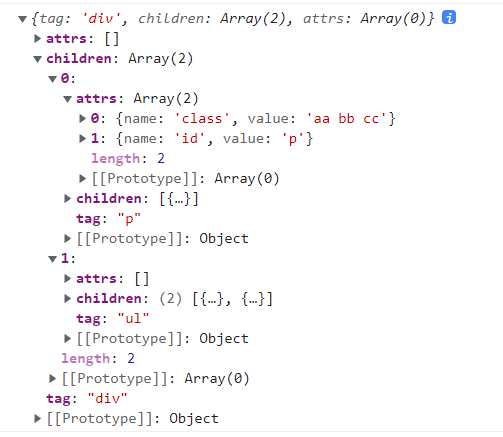 {tag: 'div', children: Array(2), attrs: Array(0)} i
attrs: []
children: Array(2)
0:
attrs: Array(2)
0: {name: 'class', value: 'aa bb cc'}
1: {name: 'id', value: 'p'}
length: 2
[[Prototype]]: Array(0)
children: [{…}]
tag: "p"
[[Prototype]]: Object
1:
attrs: []
children: (2) [{…}, {…}]
tag: "ul"
[[Prototype]]: Object
length: 2
[[Prototype]]: Array(0)
tag: "div"
[[Prototype]]: Object